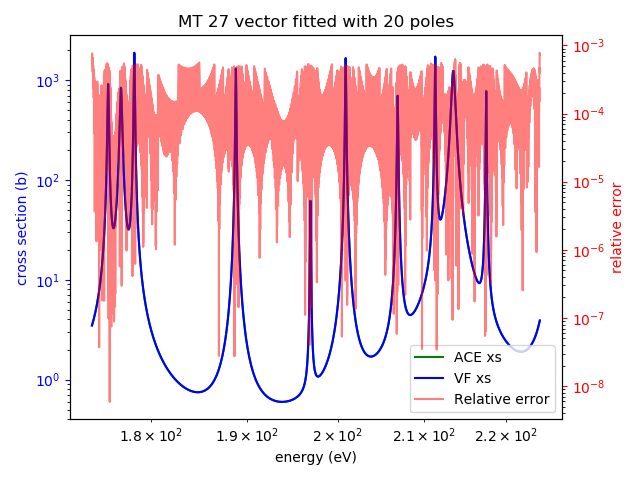 MT 27 vector fitted with 20 poles
10³
10²
10¹
10⁰
cross section (b)
10⁻³
10⁻⁴
10⁻⁵
10⁻⁶
10⁻⁷
10⁻⁸
relative error
ACE xs
VF xs
Relative error
1.8 × 10² 1.9 × 10² 2 × 10² 2.1 × 10² 2.2 × 10²
energy (eV)